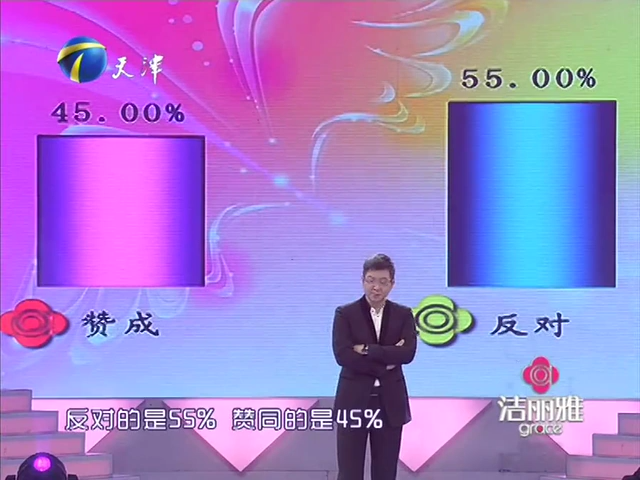 天津
45.00%
55.00%
赞成
反对
反对的是55% 赞同的是45%
洁丽雅
grace